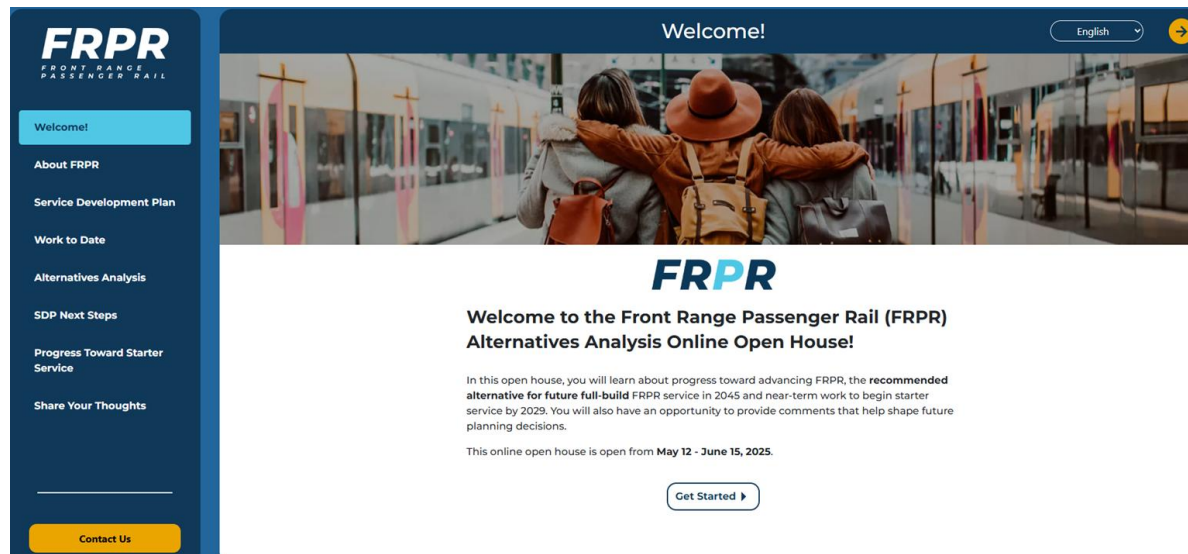 FRPR
FRONT RANGE
PASSENGER RAIL
Welcome!
About FRPR
Service Development Plan
Work to Date
Alternatives Analysis
SDP Next Steps
Progress Toward Starter
Service
Share Your Thoughts
Contact Us
Welcome!
English
FRPR
Welcome to the Front Range Passenger Rail (FRPR)
Alternatives Analysis Online Open House!
In this open house, you will learn about progress toward advancing FRPR, the recommended
alternative for future full-build FRPR service in 2045 and near-term work to begin starter
service by 2029. You will also have an opportunity to provide comments that help shape future
planning decisions.
This online open house is open from May 12 - June 15, 2025.
Get Started